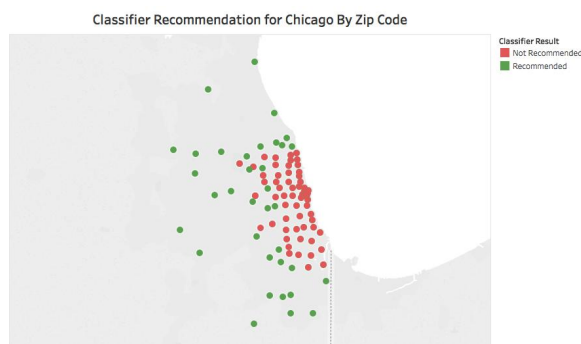 Classifier Recommendation for Chicago By Zip Code
Classifier Result
Not Recommended
Recommended